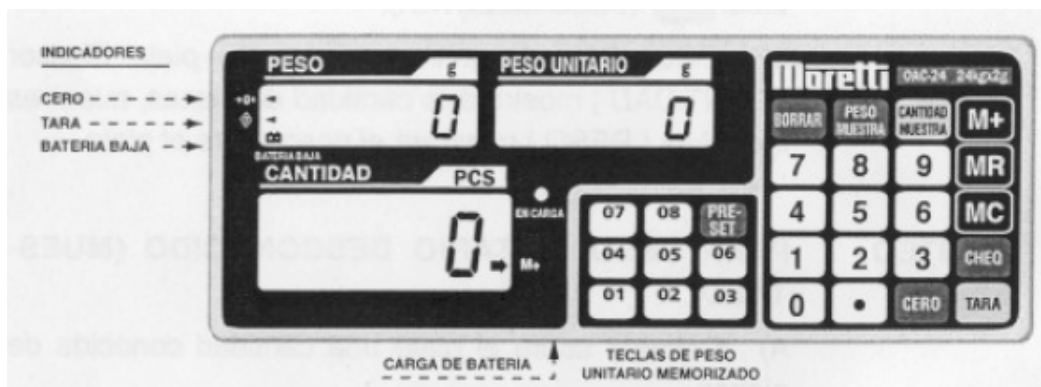 INDICADORES
CERO
TARA
BATERIA BAJA
PESO g
0
BATERIA BAJA
PESO UNITARIO g
0
CANTIDAD PCS
0
EN CARGA
M+
07 08 PRE-SET
04 05 06
01 02 03
Moretti OAC-24 24kgx2g
BORRAR PESO MUESTRA CANTIDAD MUESTRA M+
7 8 9 MR
4 5 6 MC
1 2 3 CHEQ
0 . CERO TARA
CARGA DE BATERIA
TECLAS DE PESO
UNITARIO MEMORIZADO